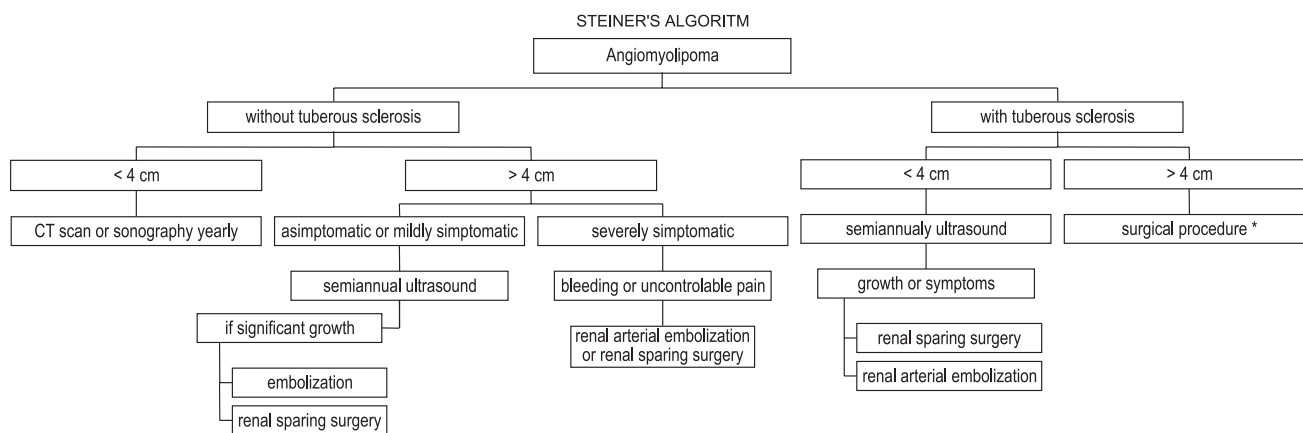 STEINER'S ALGORITM
Angiomyolipoma
without tuberous sclerosis
with tuberous sclerosis
< 4 cm
> 4 cm
< 4 cm
> 4 cm
CT scan or sonography yearly
asimptomatic or mildly simptomatic
severely simptomatic
semiannualy ultrasound
surgical procedure *
semiannual ultrasound
bleeding or uncontrolable pain
growth or symptoms
if significant growth
renal arterial embolization
or renal sparing surgery
renal sparing surgery
embolization
renal arterial embolization
renal sparing surgery